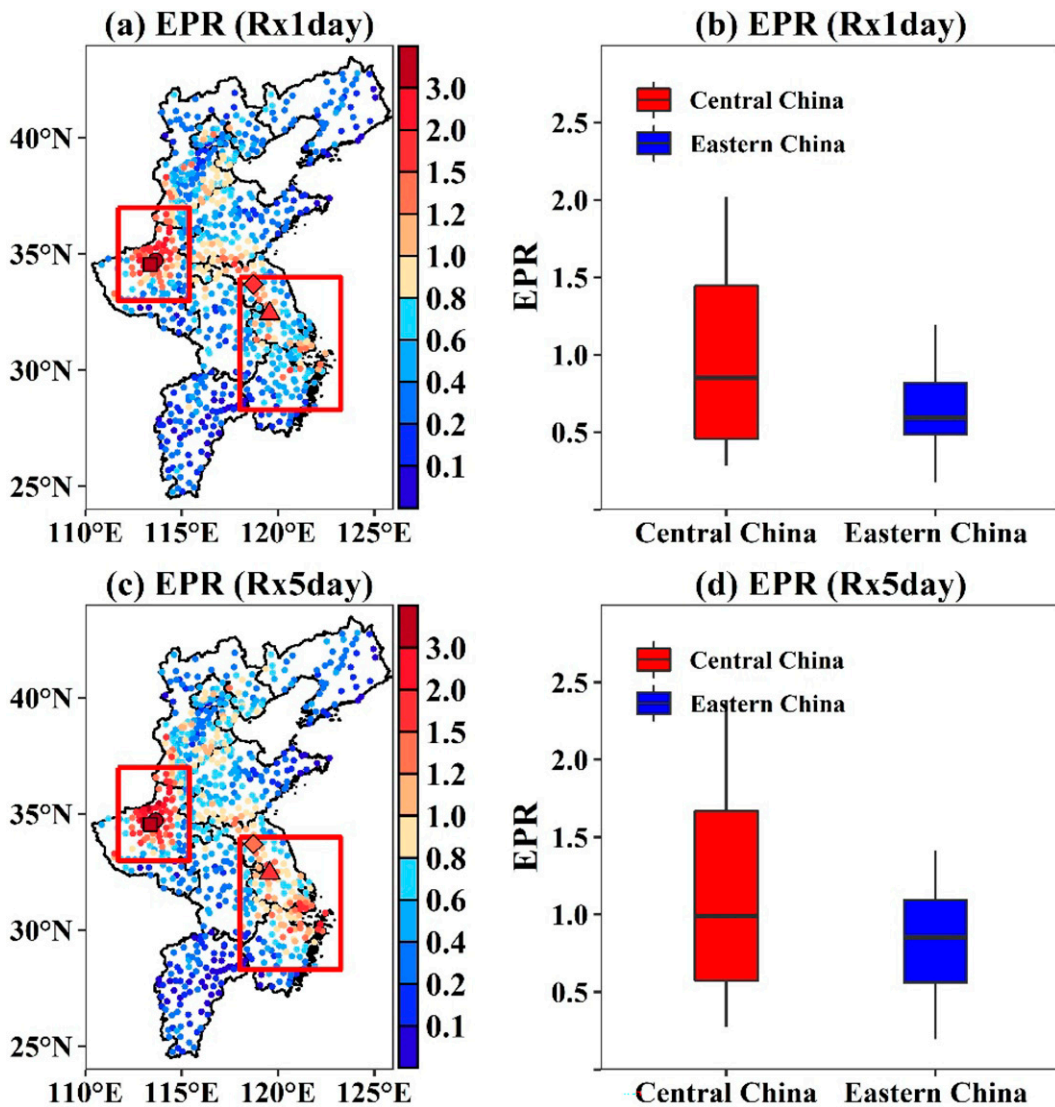 (a) EPR (Rx1day)
40°N
35°N
30°N
25°N
110°E 115°E 120°E 125°E
3.0
2.0
1.5
1.2
1.0
0.8
0.6
0.4
0.2
0.1
(b) EPR (Rx1day)
EPR
2.5
2.0
1.5
1.0
0.5
Central China
Eastern China
Central China Eastern China
(c) EPR (Rx5day)
40°N
35°N
30°N
25°N
110°E 115°E 120°E 125°E
3.0
2.0
1.5
1.2
1.0
0.8
0.6
0.4
0.2
0.1
(d) EPR (Rx5day)
EPR
2.5
2.0
1.5
1.0
0.5
Central China
Eastern China
Central China Eastern China